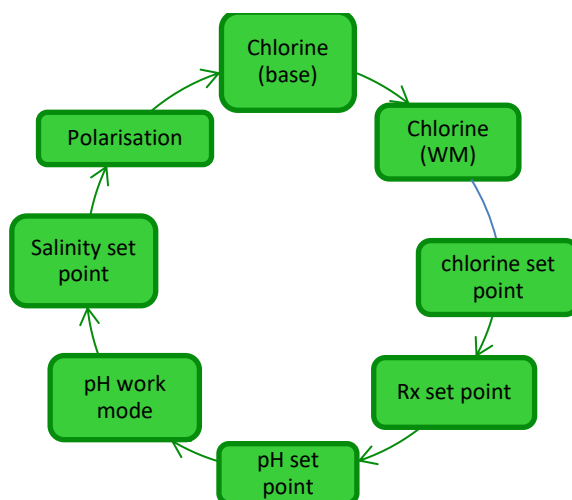 Chlorine
(base)
Chlorine
(WM)
chlorine set
point
Rx set point
pH set
point
pH work
mode
Salinity set
point
Polarisation